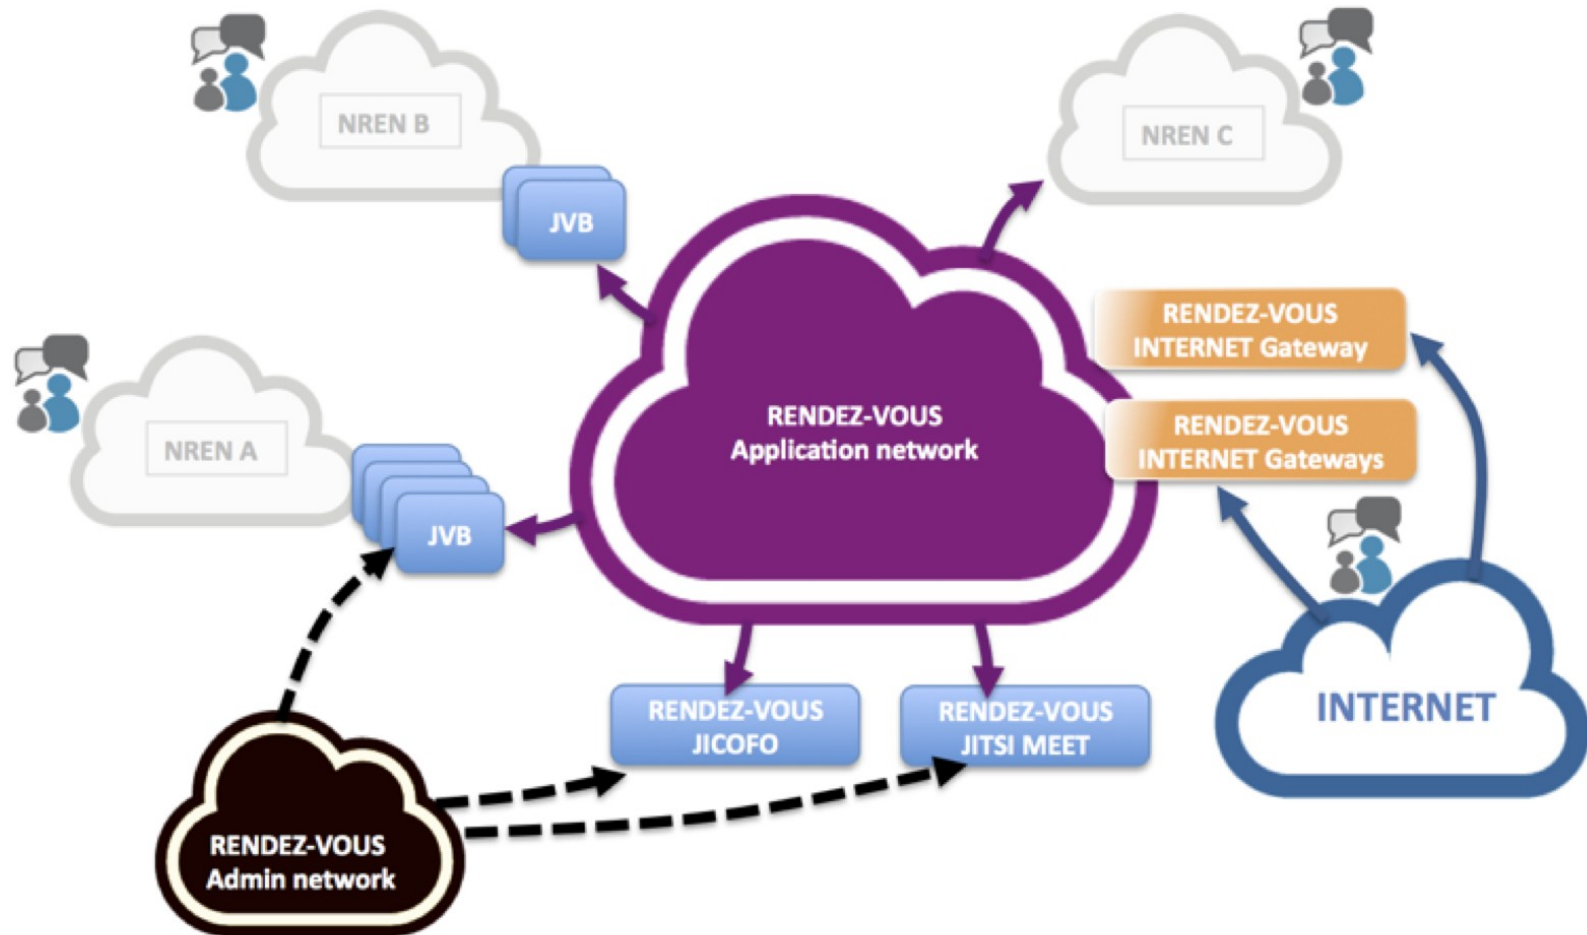 NREN B
NREN C
JVB
RENDEZ-VOUS
INTERNET Gateway
RENDEZ-VOUS
Application network
RENDEZ-VOUS
INTERNET Gateways
NREN A
JVB
RENDEZ-VOUS
JICOFO
RENDEZ-VOUS
JITSI MEET
INTERNET
RENDEZ-VOUS
Admin network